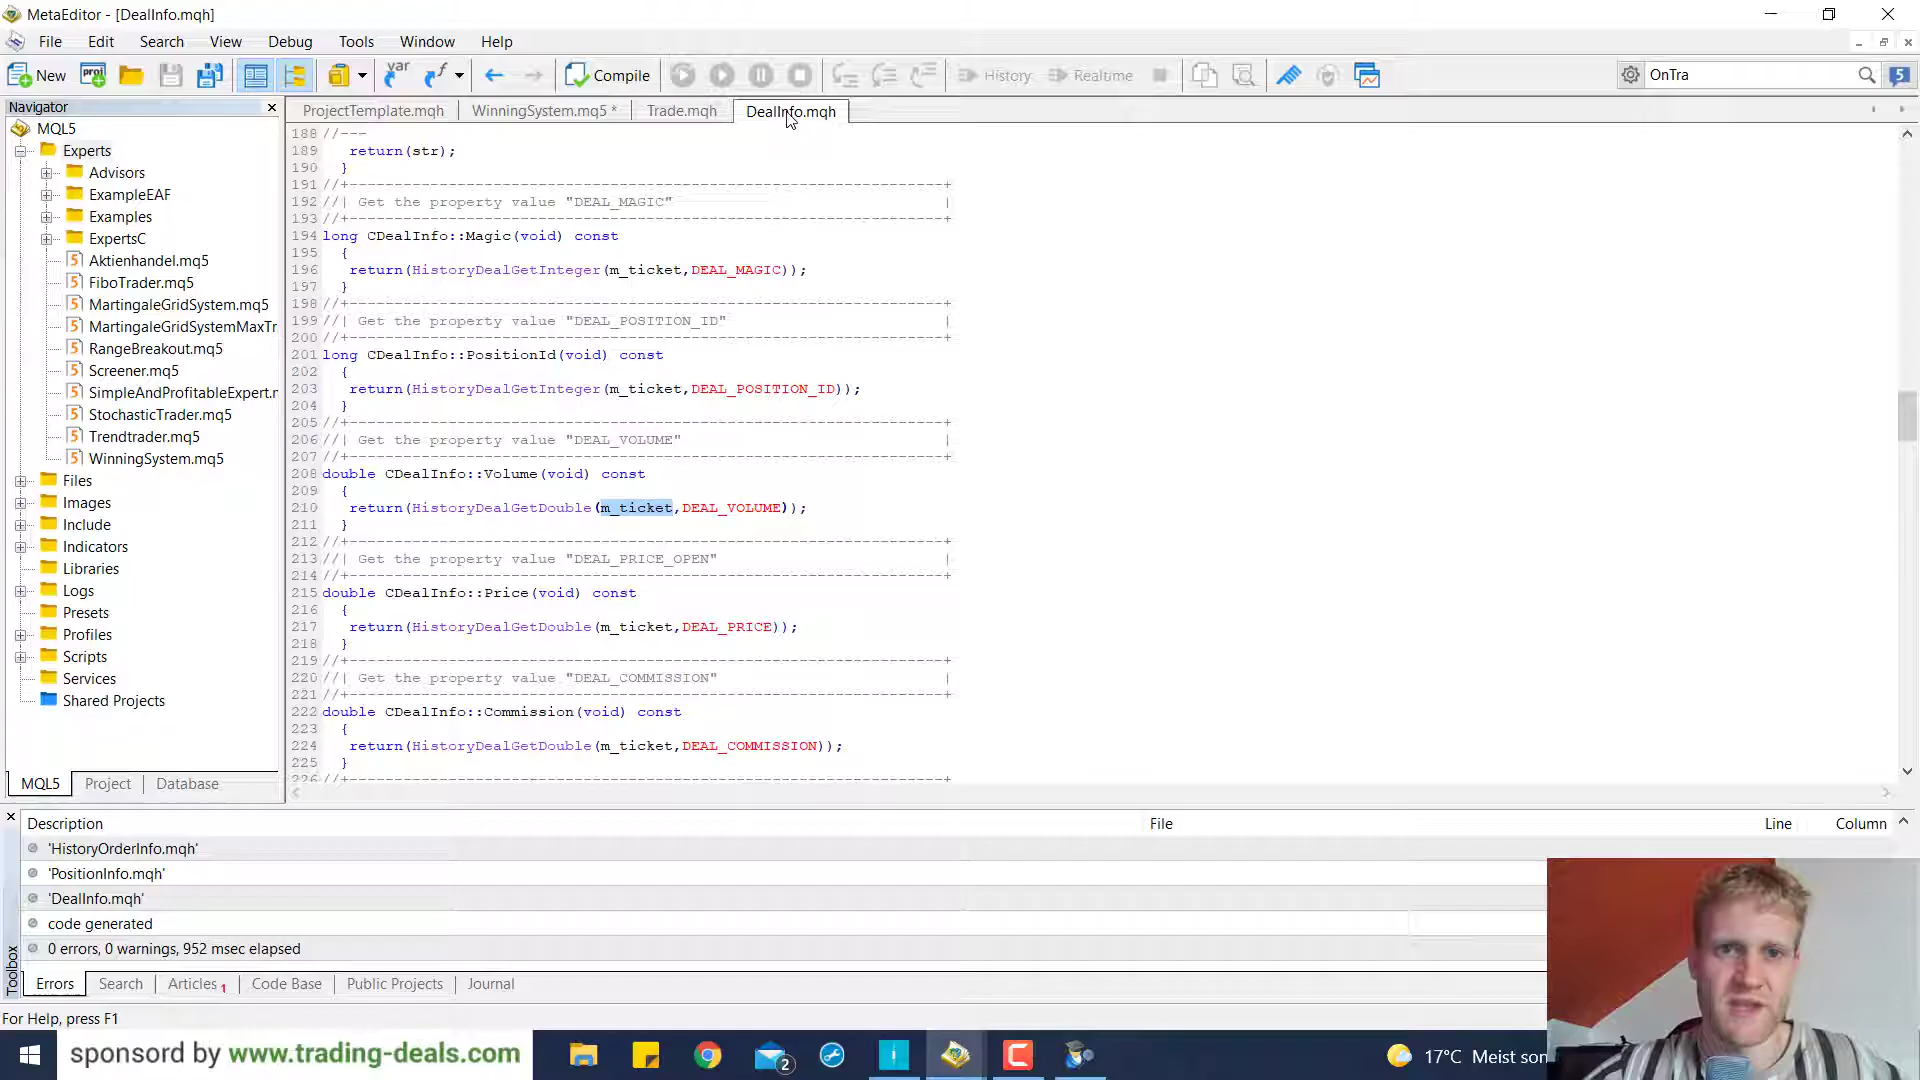 MetaEditor - [DealInfo.mqh]
File Edit Search View Debug Tools Window Help
New proj var f Compile History Realtime OnTra 5
Navigator
ProjectTemplate.mqh WinningSystem.mq5 * Trade.mqh DealInfo.mqh
MQL5
Experts
Advisors
ExampleEAF
Examples
ExpertsC
Aktienhandel.mq5
FiboTrader.mq5
MartingaleGridSystem.mq5
MartingaleGridSystemMaxTr
RangeBreakout.mq5
Screener.mq5
SimpleAndProfitableExpert.m
StochasticTrader.mq5
Trendtrader.mq5
WinningSystem.mq5
Files
Images
Include
Indicators
Libraries
Logs
Presets
Profiles
Scripts
Services
Shared Projects
MQL5 Project Database
188 //---
189 return(str);
190 }
191 //+------------------------------------------------------------------+
192 //| Get the property value "DEAL_MAGIC" |
193 //+------------------------------------------------------------------+
194 long CDealInfo::Magic(void) const
195 {
196 return(HistoryDealGetInteger(m_ticket,DEAL_MAGIC));
197 }
198 //+------------------------------------------------------------------+
199 //| Get the property value "DEAL_POSITION_ID" |
200 //+------------------------------------------------------------------+
201 long CDealInfo::PositionId(void) const
202 {
203 return(HistoryDealGetInteger(m_ticket,DEAL_POSITION_ID));
204 }
205 //+------------------------------------------------------------------+
206 //| Get the property value "DEAL_VOLUME" |
207 //+------------------------------------------------------------------+
208 double CDealInfo::Volume(void) const
209 {
210 return(HistoryDealGetDouble(m_ticket,DEAL_VOLUME));
211 }
212 //+------------------------------------------------------------------+
213 //| Get the property value "DEAL_PRICE_OPEN" |
214 //+------------------------------------------------------------------+
215 double CDealInfo::Price(void) const
216 {
217 return(HistoryDealGetDouble(m_ticket,DEAL_PRICE));
218 }
219 //+------------------------------------------------------------------+
220 //| Get the property value "DEAL_COMMISSION" |
221 //+------------------------------------------------------------------+
222 double CDealInfo::Commission(void) const
223 {
224 return(HistoryDealGetDouble(m_ticket,DEAL_COMMISSION));
225 }
226 //+------------------------------------------------------------------+
Description File Line Column
'HistoryOrderInfo.mqh'
'PositionInfo.mqh'
'DealInfo.mqh'
code generated
0 errors, 0 warnings, 952 msec elapsed
Toolbox
Errors Search Articles 1 Code Base Public Projects Journal
For Help, press F1
sponsord by www.trading-deals.com 2 17°C Meist son